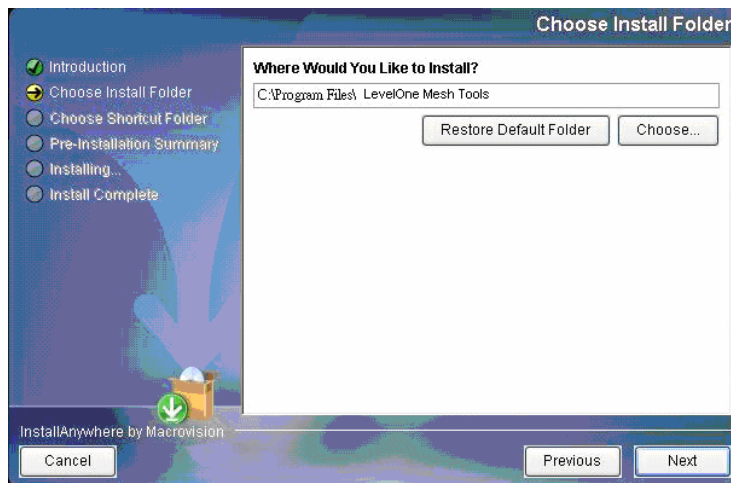 Choose Install Folder
Introduction
Choose Install Folder
Choose Shortcut Folder
Pre-Installation Summary
Installing...
Install Complete
Where Would You Like to Install?
C:\Program Files\ LevelOne Mesh Tools
Restore Default Folder
Choose...
InstallAnywhere by Macrovision
Cancel
Previous
Next